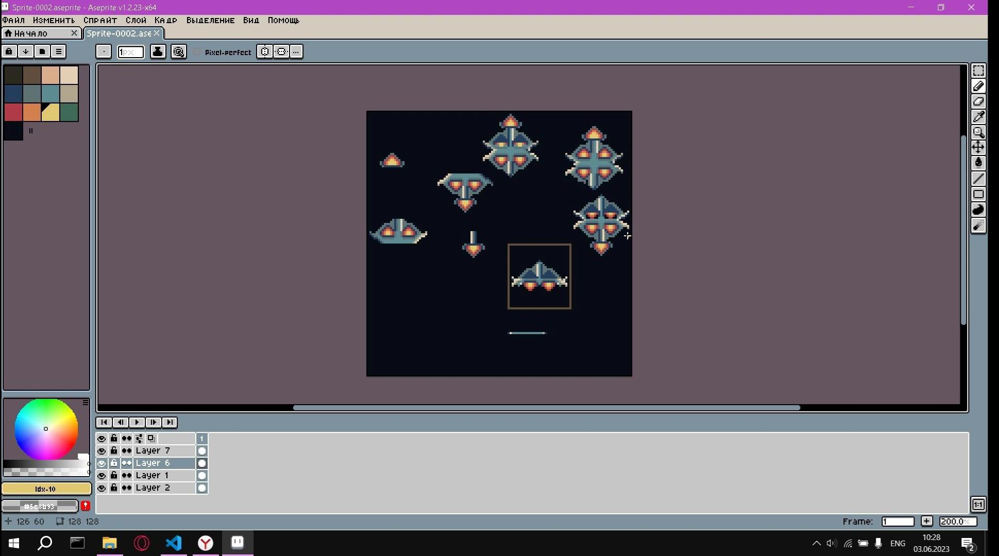 Sprite-0002.aseprite - Aseprite v1.2.23-x64
Файл Изменить Спрайт Слой Кадр Выделение Вид Помощь
Начало
Sprite-0002.ase
1px
Pixel-perfect
1
Layer 7
Layer 6
Layer 1
Layer 2
Idx-10
#5c8b93
126 60 128 128
Frame: 1
200.0%
1:1
ENG
10:28
03.06.2023
2